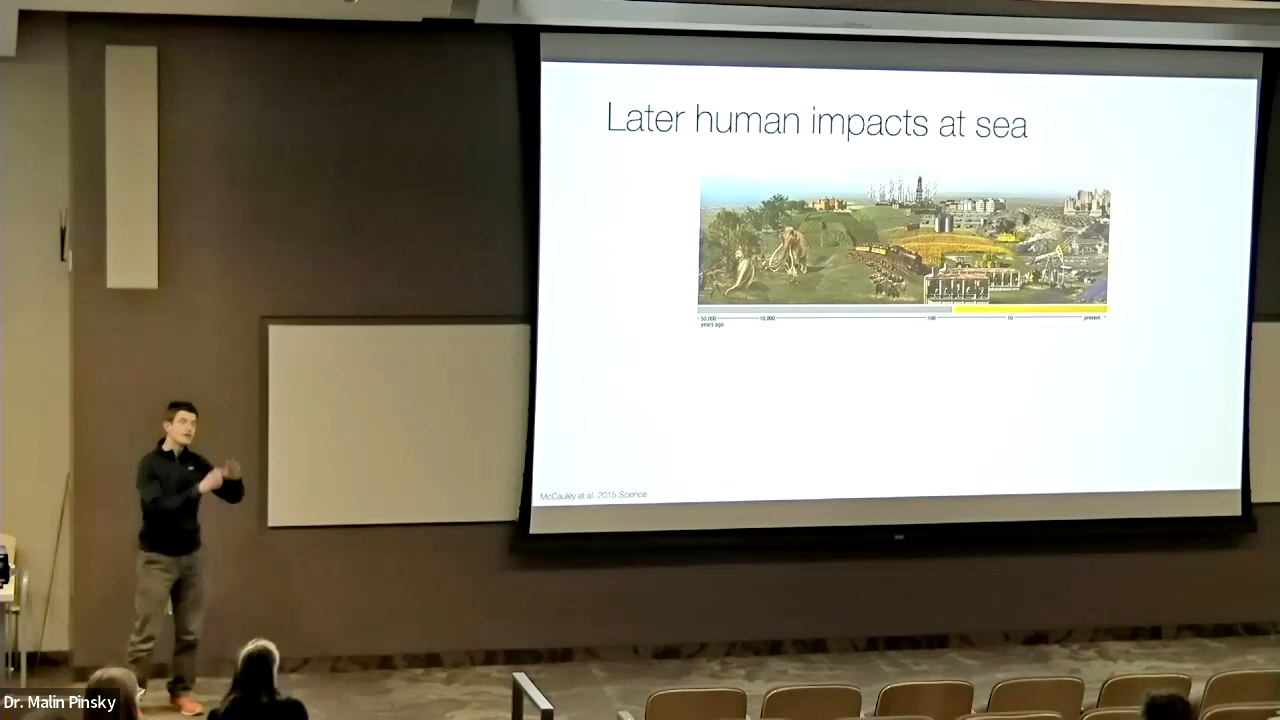 Later human impacts at sea
50,000
years ago
10,000
100
10
present
McCauley et al. 2015 Science
Dr. Malin Pinsky